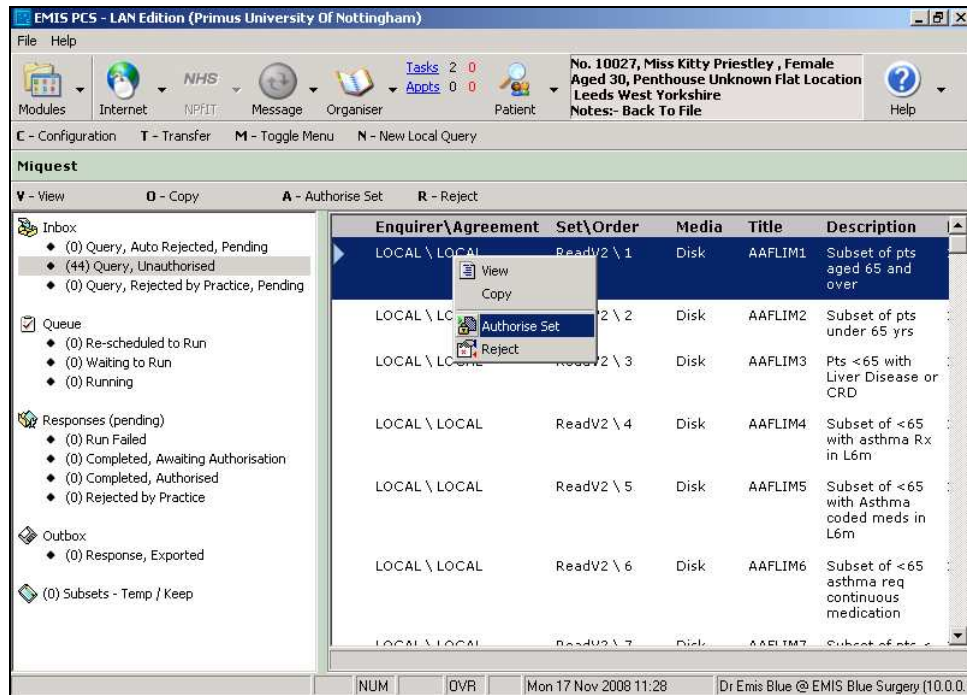 EMIS PCS - LAN Edition (Primus University Of Nottingham)
File Help
Modules Internet NPfIT Message Organiser Patient Help
NHS
Tasks 2 0
Appts 0 0
No. 10027, Miss Kitty Priestley , Female
Aged 30, Penthouse Unknown Flat Location
Leeds West Yorkshire
Notes:- Back To File
C - Configuration T - Transfer M - Toggle Menu N - New Local Query
Miquest
V - View O - Copy A - Authorise Set R - Reject
Inbox
(0) Query, Auto Rejected, Pending
(44) Query, Unauthorised
(0) Query, Rejected by Practice, Pending
Queue
(0) Re-scheduled to Run
(0) Waiting to Run
(0) Running
Responses (pending)
(0) Run Failed
(0) Completed, Awaiting Authorisation
(0) Completed, Authorised
(0) Rejected by Practice
Outbox
(0) Response, Exported
(0) Subsets - Temp / Keep
Enquirer\Agreement Set\Order Media Title Description
LOCAL \ LOCAL ReadV2 \ 1 Disk AAFLIM1 Subset of pts
aged 65 and
over
View
Copy
Authorise Set
Reject
LOCAL \ LO 2 \ 2 Disk AAFLIM2 Subset of pts
under 65 yrs
LOCAL \ LOCAL ReadV2 \ 3 Disk AAFLIM3 Pts <65 with
Liver Disease or
CRD
LOCAL \ LOCAL ReadV2 \ 4 Disk AAFLIM4 Subset of <65
with asthma Rx
in L6m
LOCAL \ LOCAL ReadV2 \ 5 Disk AAFLIM5 Subset of <65
with Asthma
coded meds in
L6m
LOCAL \ LOCAL ReadV2 \ 6 Disk AAFLIM6 Subset of <65
asthma req
continuous
medication
LOCAL \ LOCAL ReadV2 \ 7 Disk AAFLIM7 Subset of pts <
NUM OVR Mon 17 Nov 2008 11:28 Dr Emis Blue @ EMIS Blue Surgery (10.0.0.